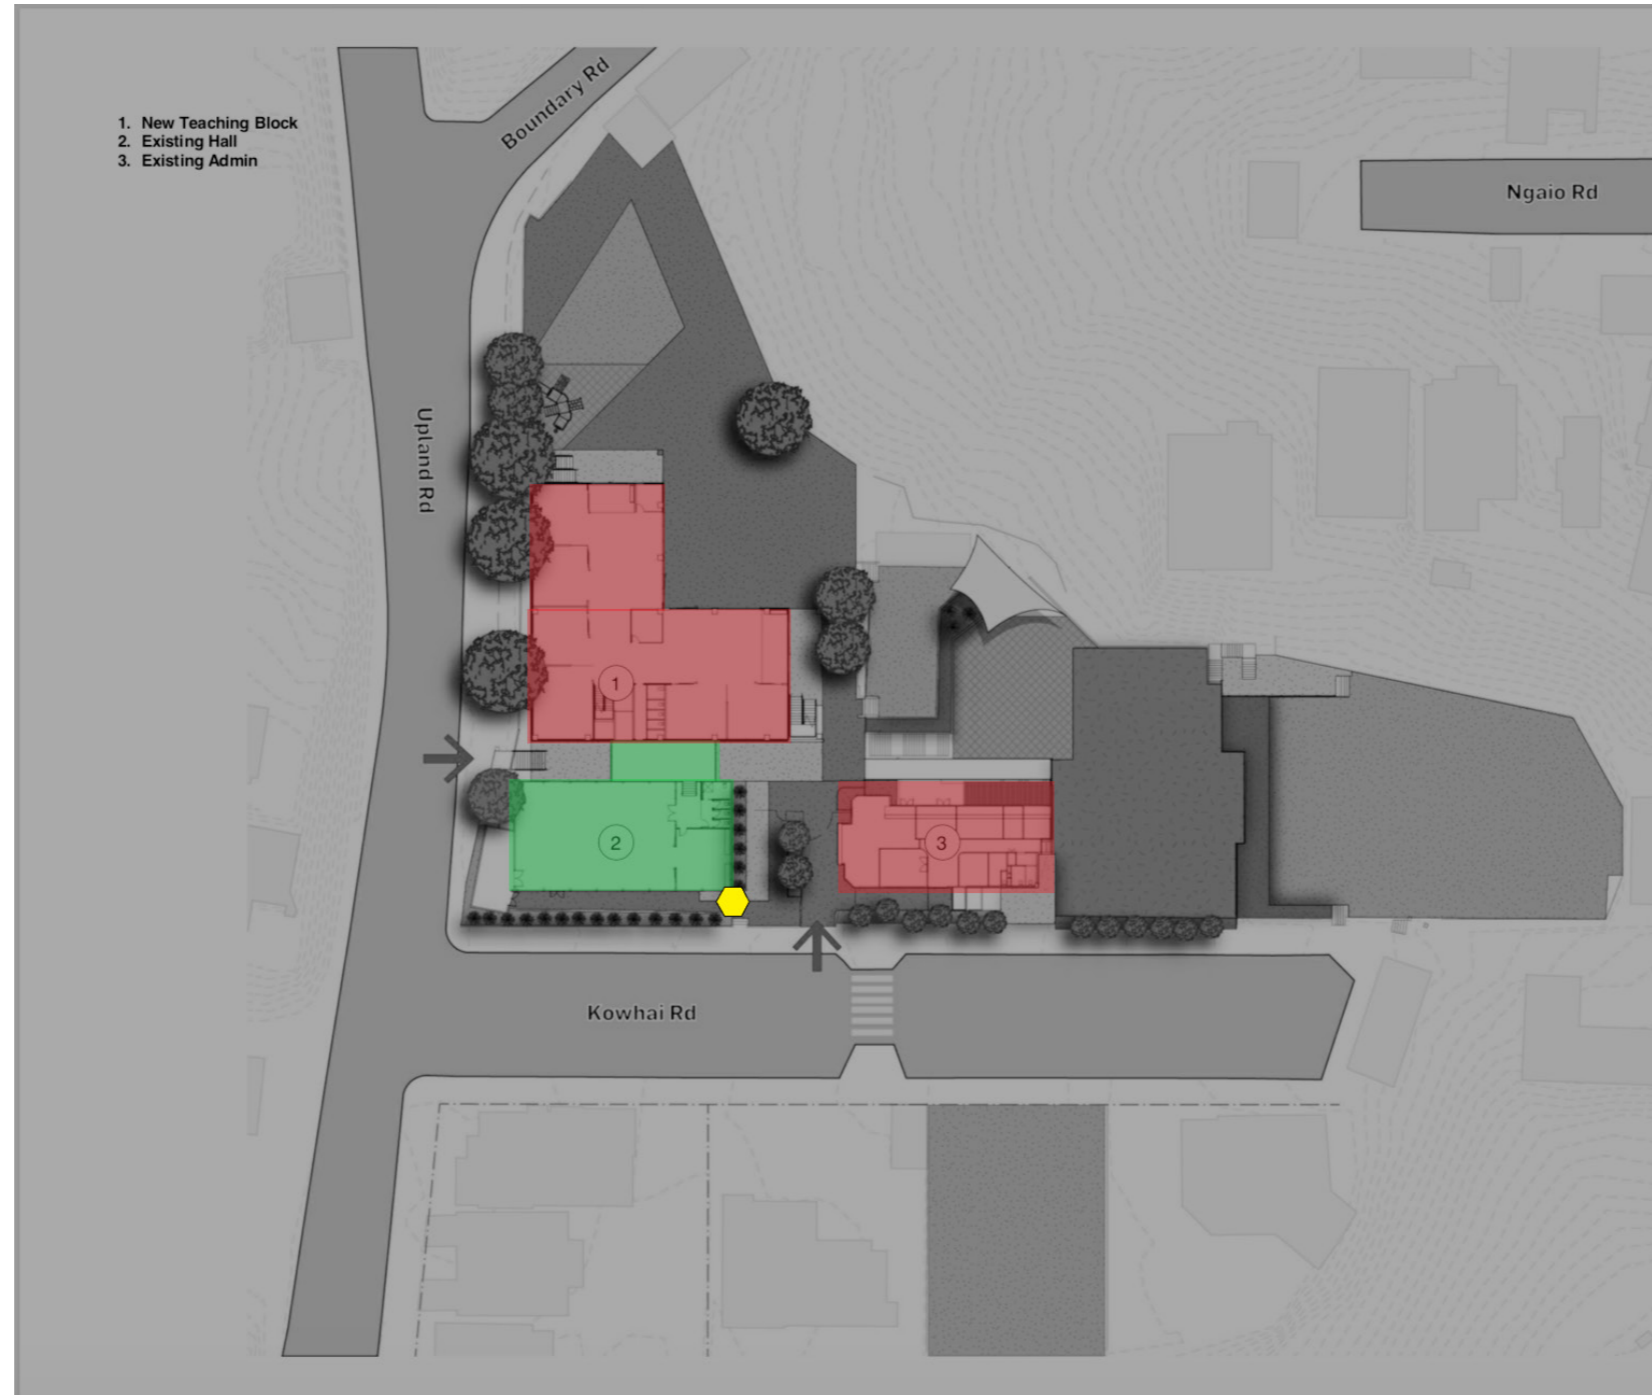 Boundary Rd
1. New Teaching Block
2. Existing Hall
3. Existing Admin
Ngaio Rd
Upland Rd
1
2
3
Kowhai Rd